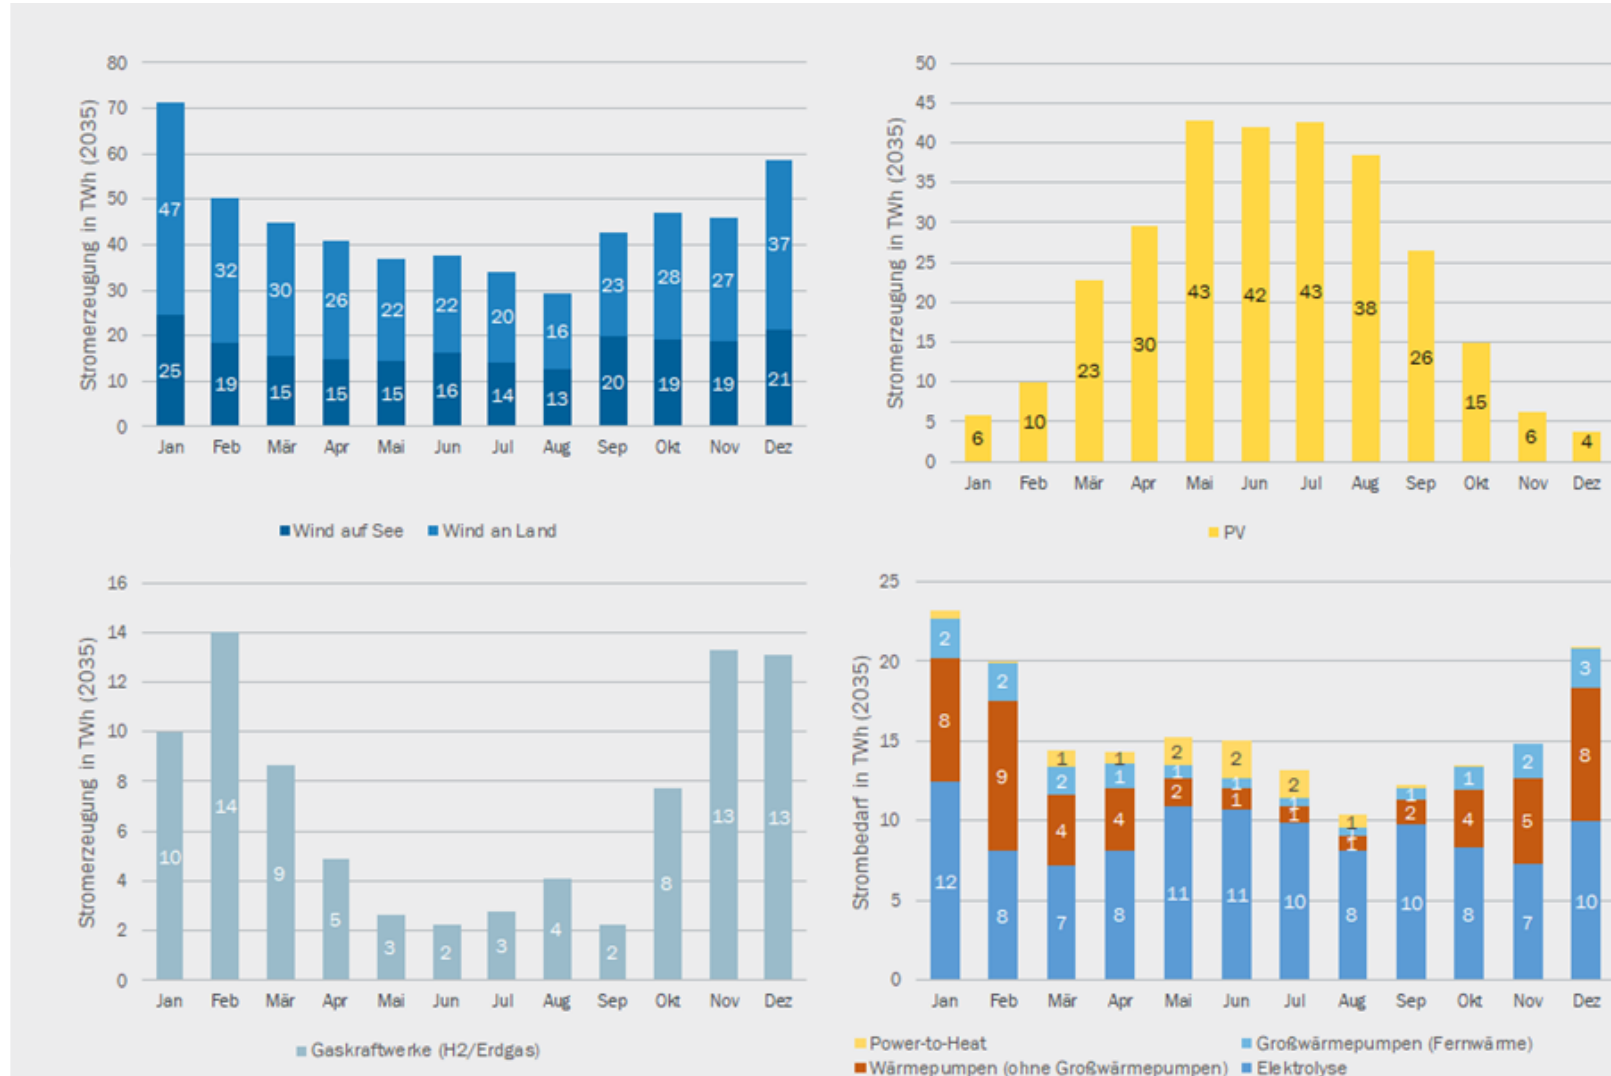 Stromerzeugung in TWh (2035)
80
70
60
50
40
30
20
10
0
47 32 30 26 22 22 20 16 23 28 27 37
25 19 15 15 15 16 14 13 20 19 19 21
Jan Feb Mär Apr Mai Jun Jul Aug Sep Okt Nov Dez
Wind auf See Wind an Land
Stromerzeugung in TWh (2035)
50
45
40
35
30
25
20
15
10
5
0
6 10 23 30 43 42 43 38 26 15 6 4
Jan Feb Mär Apr Mai Jun Jul Aug Sep Okt Nov Dez
PV
Stromerzeugung in TWh (2035)
16
14
12
10
8
6
4
2
0
10 14 9 5 3 2 3 4 2 8 13 13
Jan Feb Mär Apr Mai Jun Jul Aug Sep Okt Nov Dez
Gaskraftwerke (H2/Erdgas)
Strombedarf in TWh (2035)
25
20
15
10
5
0
1 1 2 2 2 1
2 2 2 1 1 1 1 1 1 1 2 3
8 9 4 4 2 1 1 1 2 4 5 8
12 8 7 8 11 11 10 8 10 8 7 10
Jan Feb Mär Apr Mai Jun Jul Aug Sep Okt Nov Dez
Power-to-Heat Großwärmepumpen (Fernwärme)
Wärmepumpen (ohne Großwärmepumpen) Elektrolyse